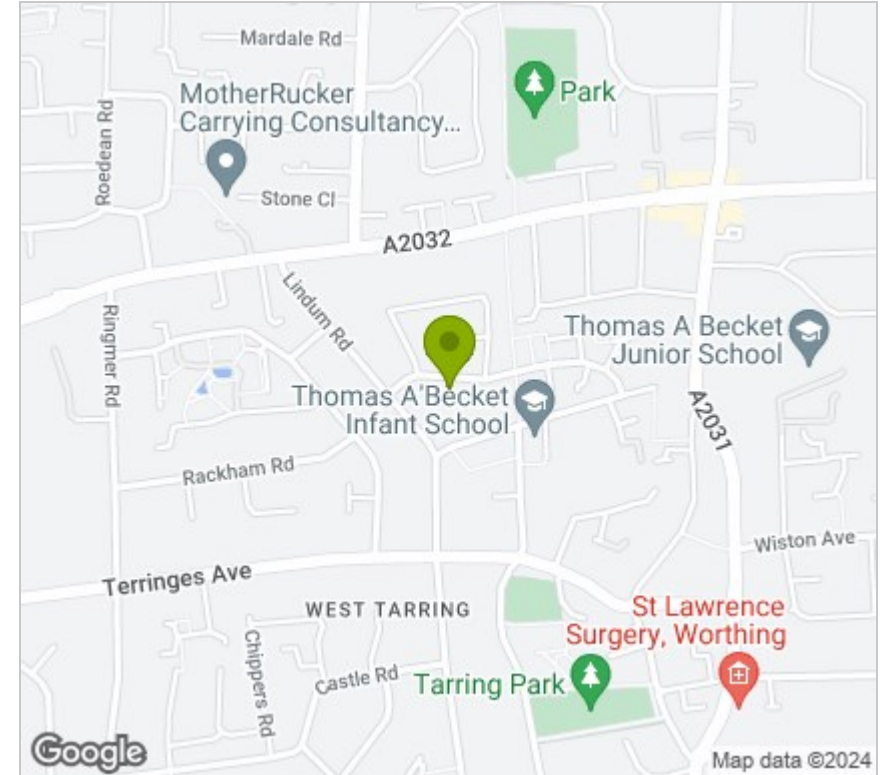 Mardale Rd
MotherRucker
Carrying Consultancy...
Park
Roedean Rd
Stone Cl
A2032
Lindum Rd
Ringmer Rd
Thomas A Becket
Junior School
Thomas A'Becket
Infant School
A2031
Rackham Rd
Wiston Ave
Terringes Ave
WEST TARRING
St Lawrence
Surgery, Worthing
Chippers Rd
Castle Rd
Tarring Park
Google
Map data ©2024